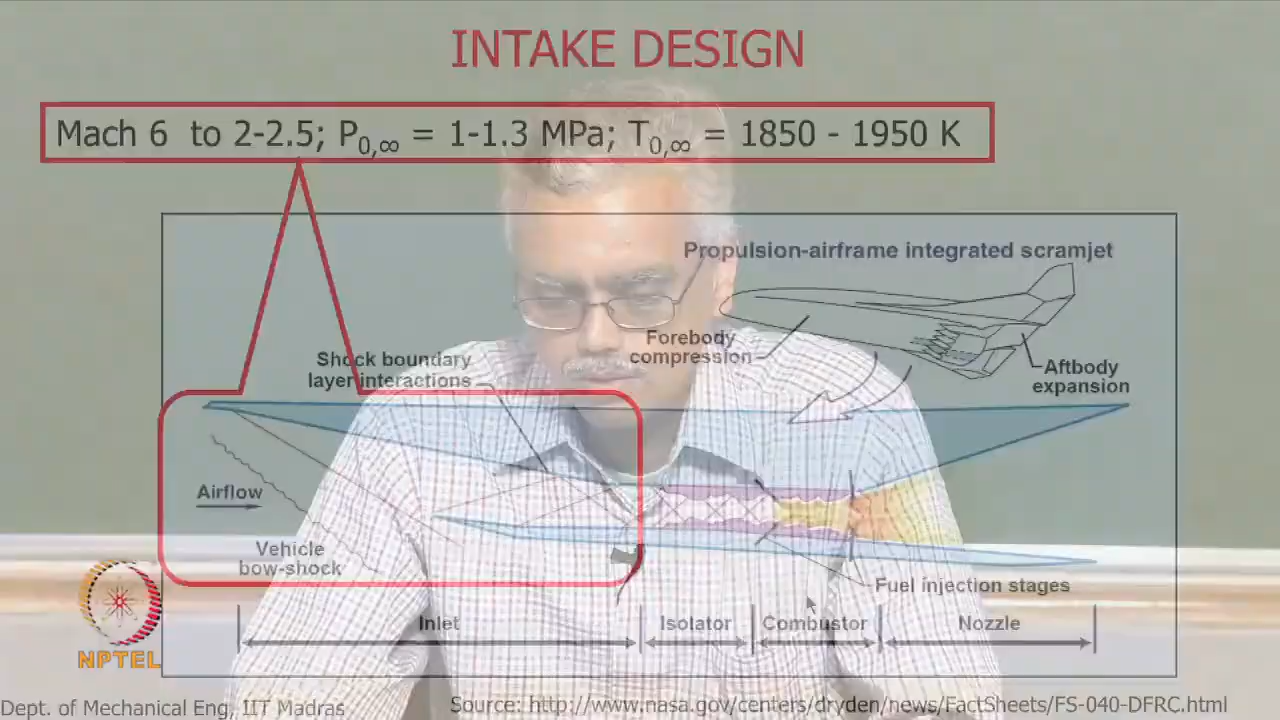 INTAKE DESIGN
Mach 6 to 2-2.5; P0,∞ = 1-1.3 MPa; T0,∞ = 1850 - 1950 K
Propulsion-airframe integrated scramjet
Forebody
compression
Shock boundary
layer interactions
Aftbody
expansion
Airflow
Vehicle
bow-shock
Fuel injection stages
Inlet
Isolator
Combustor
Nozzle
NPTEL
Dept. of Mechanical Eng, IIT Madras
Source: http://www.nasa.gov/centers/dryden/news/FactSheets/FS-040-DFRC.html